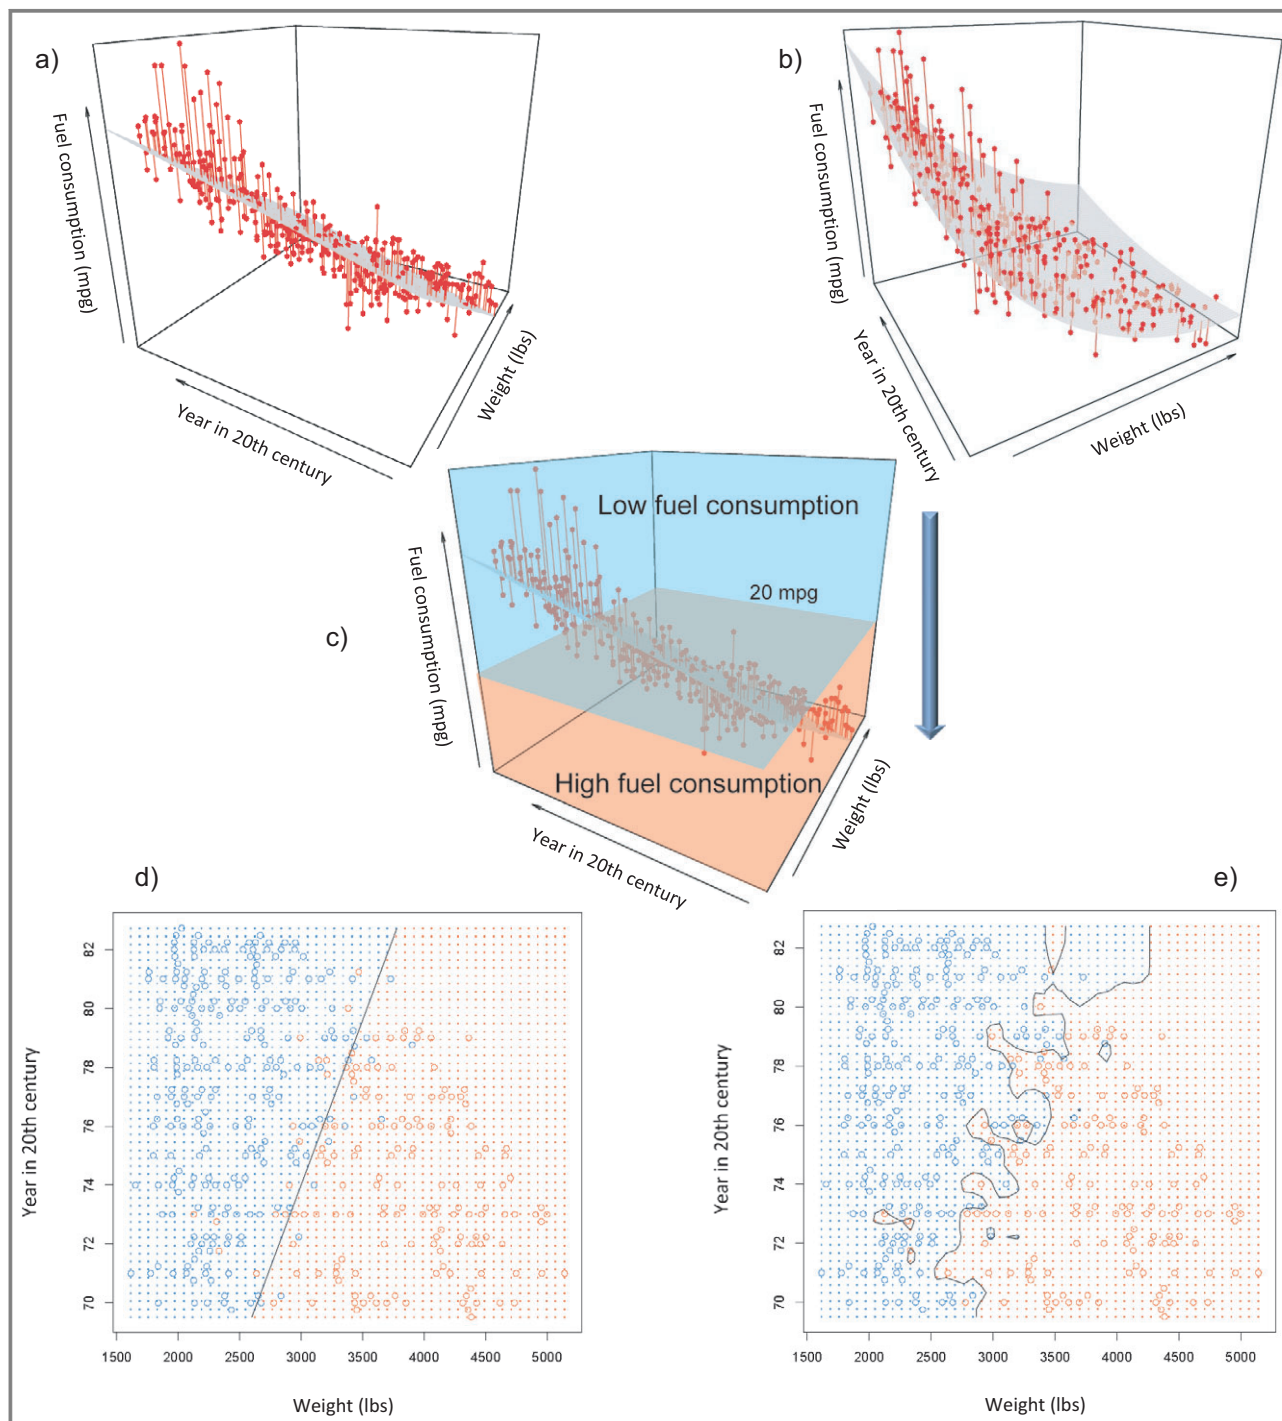 a)
Fuel consumption (mpg)
Year in 20th century
Weight (lbs)
b)
Fuel consumption (mpg)
Year in 20th century
Weight (lbs)
c)
Low fuel consumption
20 mpg
High fuel consumption
Fuel consumption (mpg)
Year in 20th century
Weight (lbs)
d)
82
80
78
76
74
72
70
Year in 20th century
1500 2000 2500 3000 3500 4000 4500 5000
Weight (lbs)
e)
82
80
78
76
74
72
70
Year in 20th century
1500 2000 2500 3000 3500 4000 4500 5000
Weight (lbs)